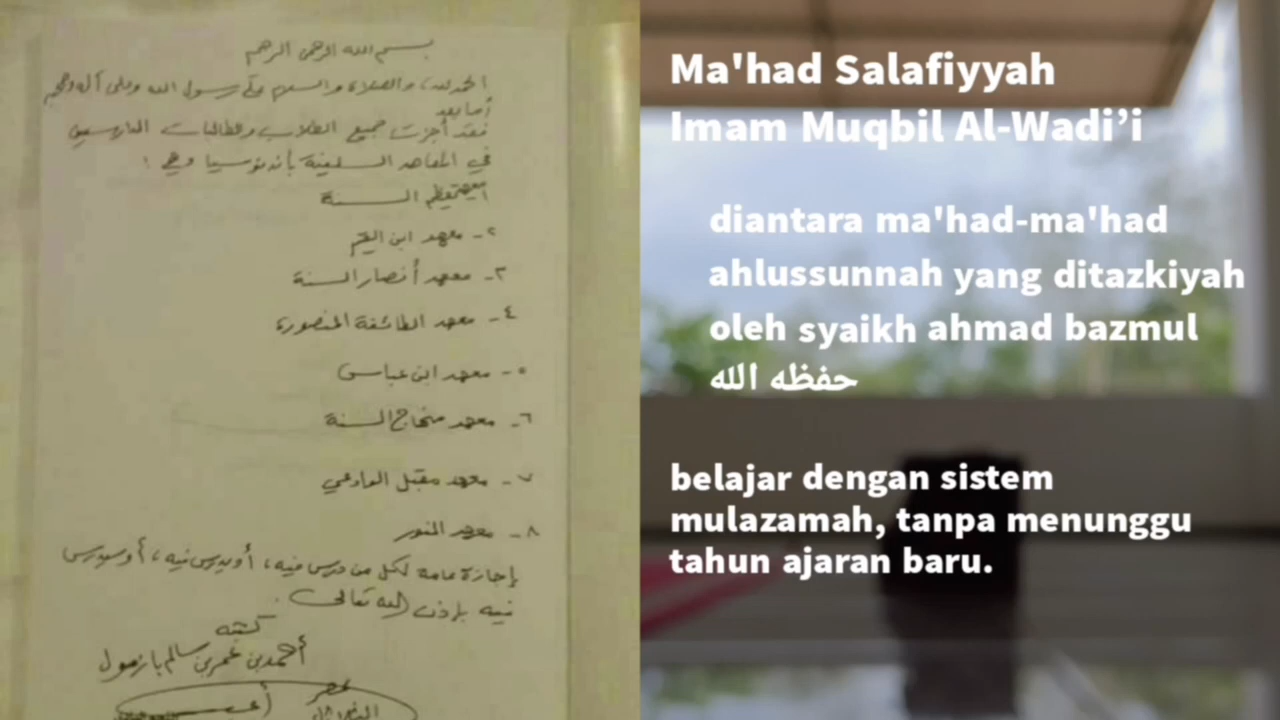 بسم الله الرحمن الرحيم
الحمد لله والصلاة والسلام على رسول الله وعلى آله وصحبه
أما بعد
فقد أجزت جميع الطلاب والطالبات الدارسين
في المعاهد السلفية بأندونوسيا وهي :
السنة
٢- معهد ابن القيم
٣- معهد أنصار السنة
٤- معهد الطائفة المنصورة
٥- معهد ابن عباس
٦- معهد منهاج السنة
٧- معهد مقبل الوادعي
٨- معهد النور
إجازة عامة لكل من درس فيه، أو يدرس فيه، أو سيدرس
فيه بإذن الله تعالى .
كتبه
أحمد بن عمر بن سالم بازمول
Ma'had Salafiyyah
Imam Muqbil Al-Wadi’i
diantara ma'had-ma'had
ahlussunnah yang ditazkiyah
oleh syaikh ahmad bazmul
حفظه الله
belajar dengan sistem
mulazamah, tanpa menunggu
tahun ajaran baru.